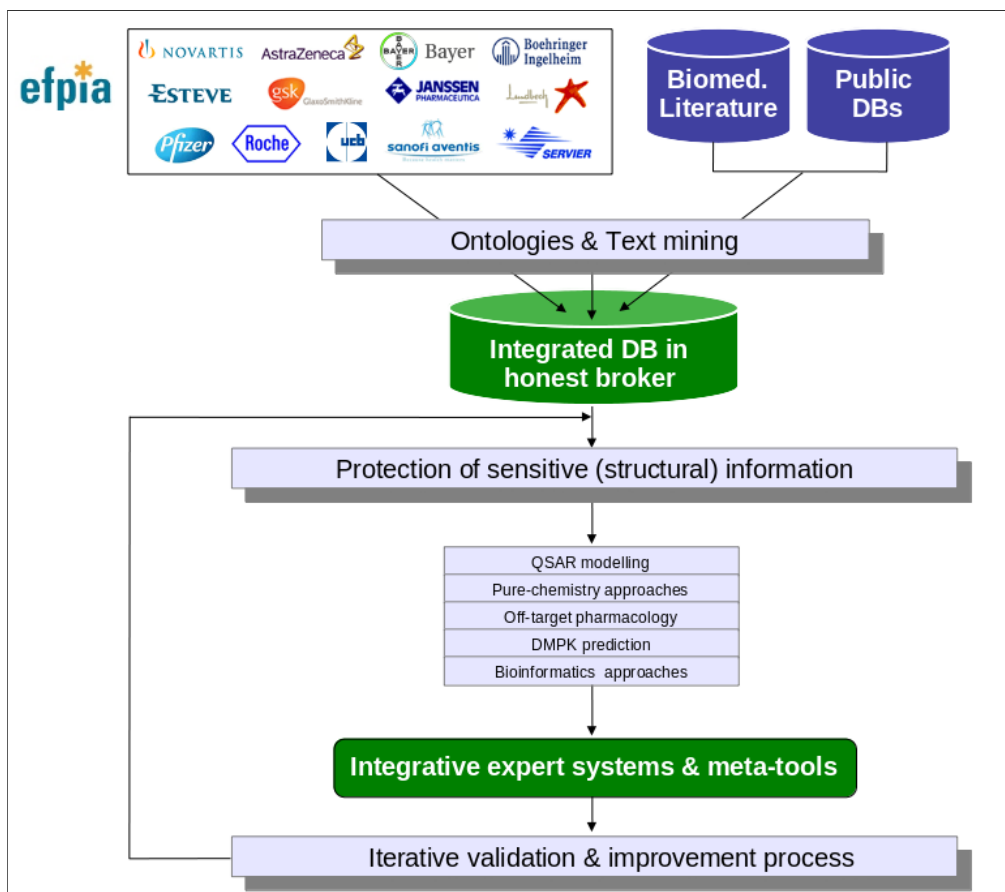 efpia
NOVARTIS
AstraZeneca
BAYER
BAYER
Bayer
Boehringer
Ingelheim
ESTEVE
gsk
GlaxoSmithKline
JANSSEN
PHARMACEUTICA
Lundbeck
Pfizer
Roche
ucb
sanofi aventis
SERVIER
Biomed.
Literature
Public
DBs
Ontologies & Text mining
Integrated DB in
honest broker
Protection of sensitive (structural) information
QSAR modelling
Pure-chemistry approaches
Off-target pharmacology
DMPK prediction
Bioinformatics approaches
Integrative expert systems & meta-tools
Iterative validation & improvement process